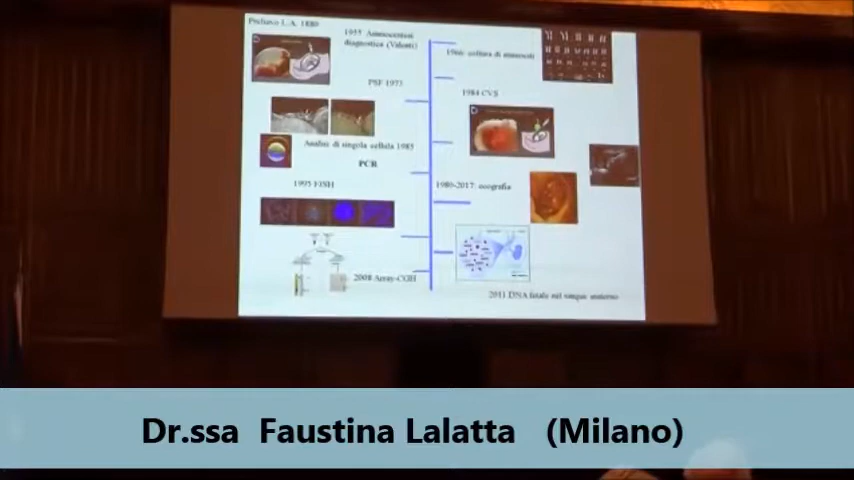 Prelievo L.A. 1880
1955 Amniocentesi
diagnostica (Valenti)
1966: coltura di amniociti
PSF 1973
1984 CVS
Analisi di singola cellula 1985
PCR
1995 FISH
1980-2017: ecografia
2008 Array-CGH
2011 DNA fetale nel sangue materno
Dr.ssa Faustina Lalatta (Milano)